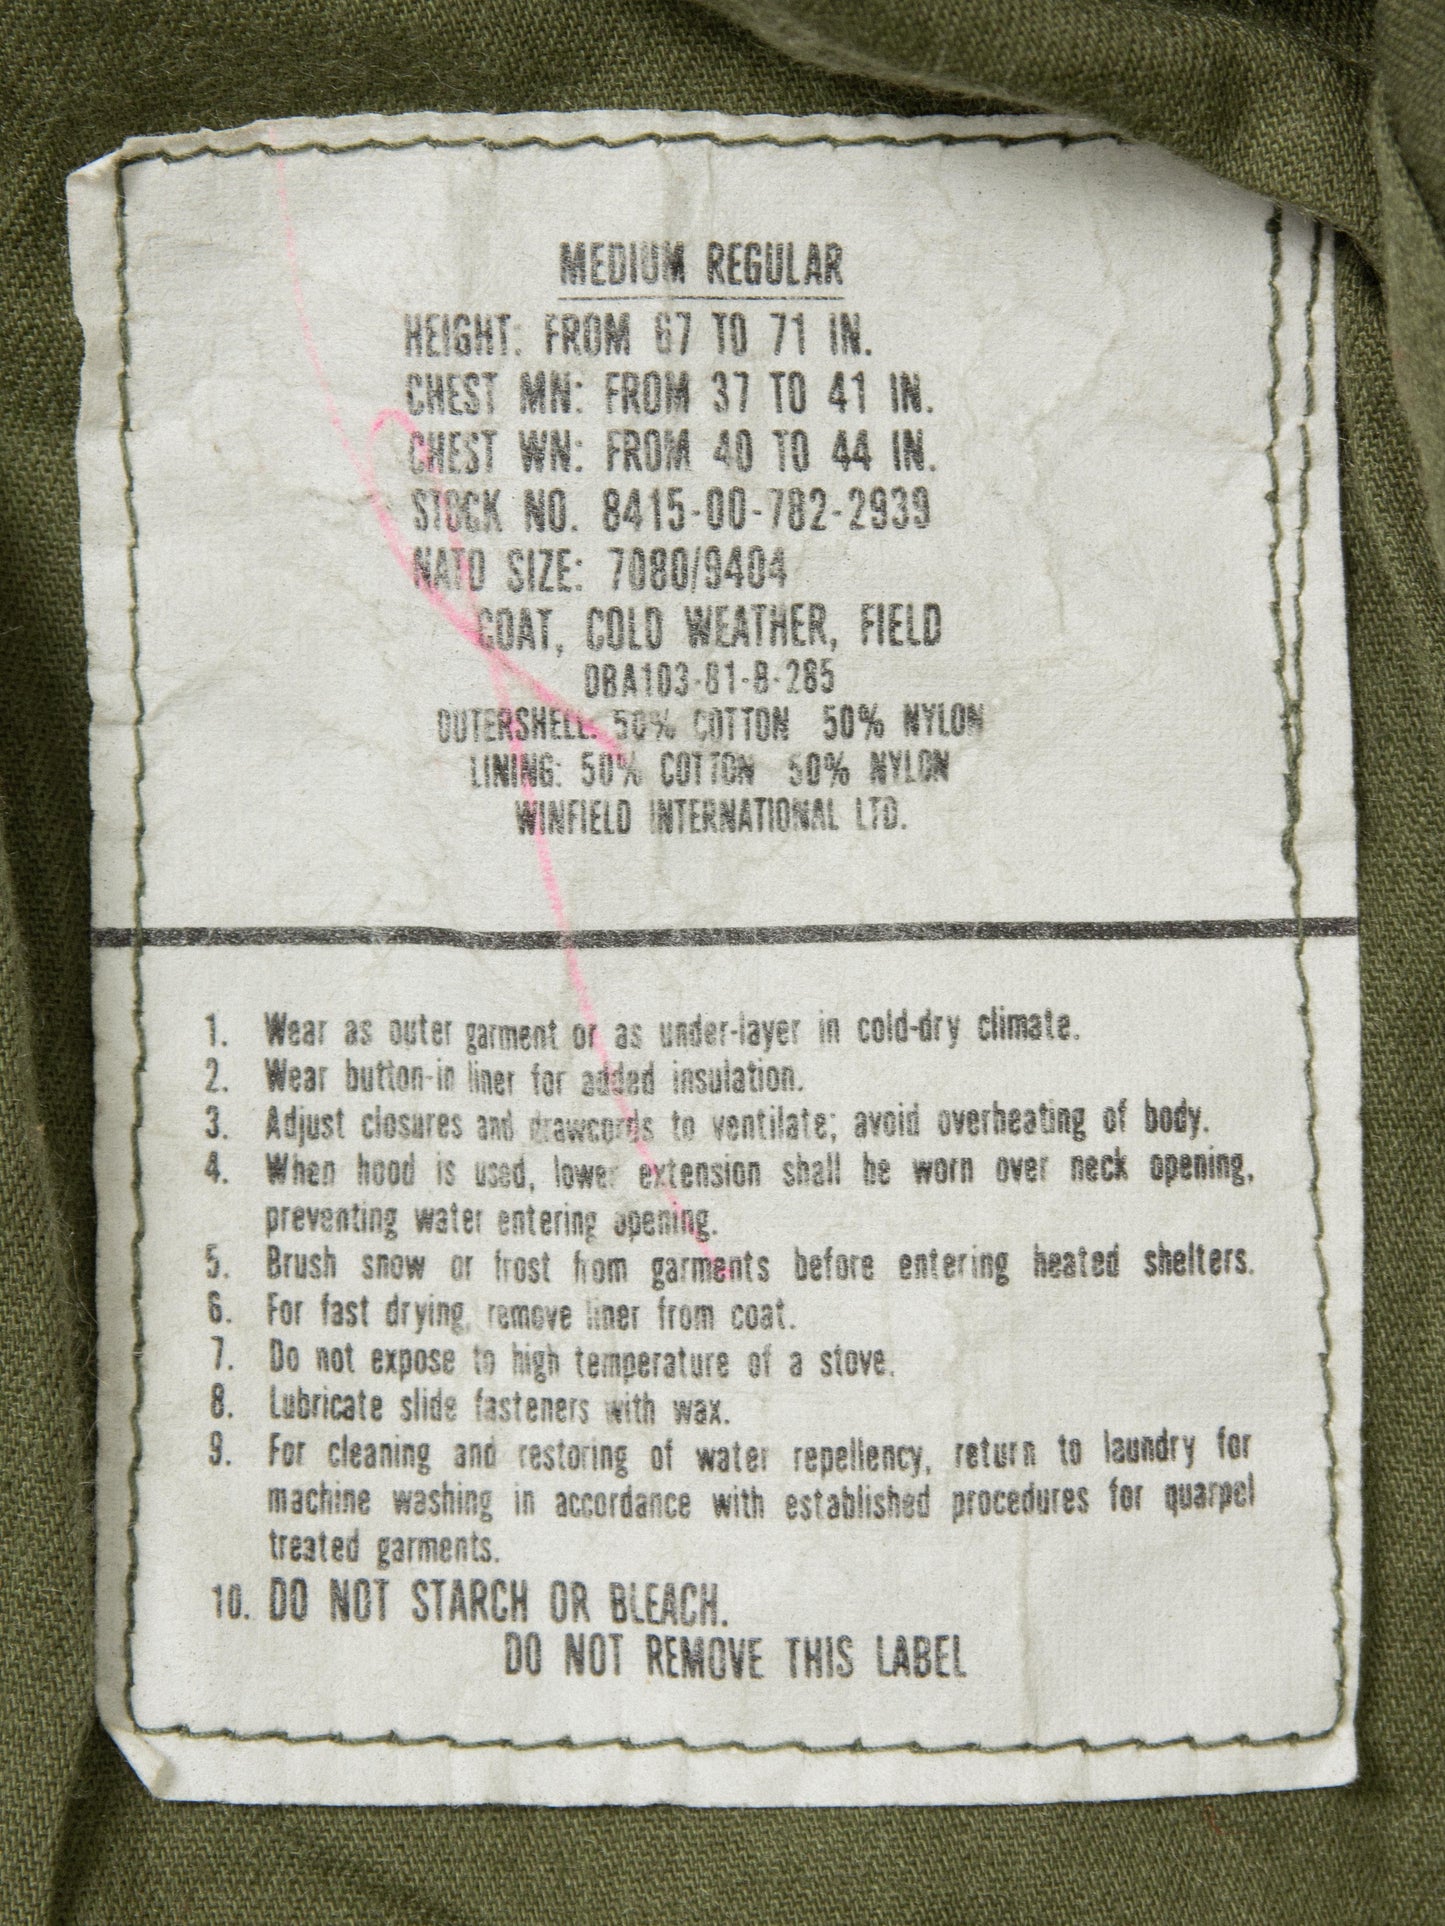 MEDIUM REGULAR
HEIGHT: FROM 67 TO 71 IN.
CHEST MN: FROM 37 TO 41 IN.
CHEST WN: FROM 40 TO 44 IN.
STOCK NO. 8415-00-782-2939
NATO SIZE: 7080/9404
COAT, COLD WEATHER, FIELD
DBA103-81-B-285
OUTERSHELL: 50% COTTON 50% NYLON
LINING: 50% COTTON 50% NYLON
WINFIELD INTERNATIONAL LTD.
1. Wear as outer garment or as under-layer in cold-dry climate.
2. Wear button-in liner for added insulation.
3. Adjust closures and drawcords to ventilate; avoid overheating of body.
4. When hood is used, lower extension shall be worn over neck opening,
preventing water entering opening.
5. Brush snow or frost from garments before entering heated shelters.
6. For fast drying, remove liner from coat.
7. Do not expose to high temperature of a stove.
8. Lubricate slide fasteners with wax.
9. For cleaning and restoring of water repellency, return to laundry for
machine washing in accordance with established procedures for quarpel
treated garments.
10. DO NOT STARCH OR BLEACH.
DO NOT REMOVE THIS LABEL